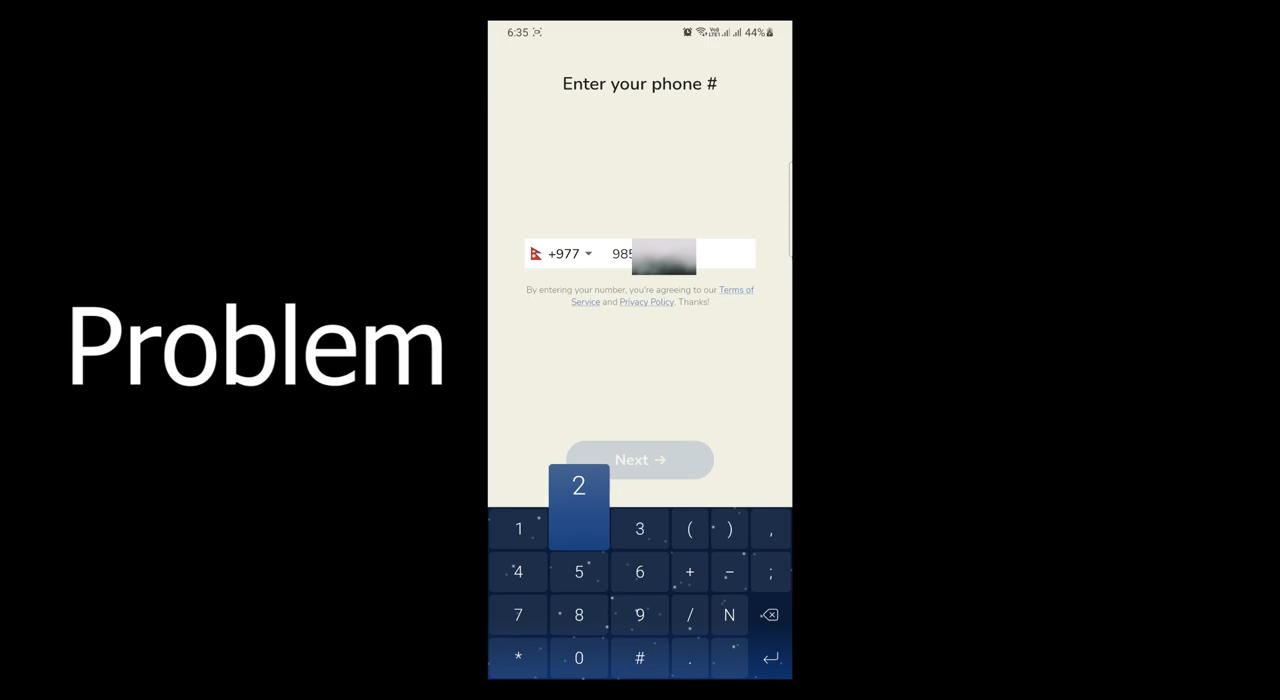 6:35
44%
Enter your phone #
+977 985
By entering your number, you're agreeing to our Terms of
Service and Privacy Policy. Thanks!
Problem
Next →
2
1 3 ( ) ,
4 5 6 + − ;
7 8 9 / N
* 0 # .